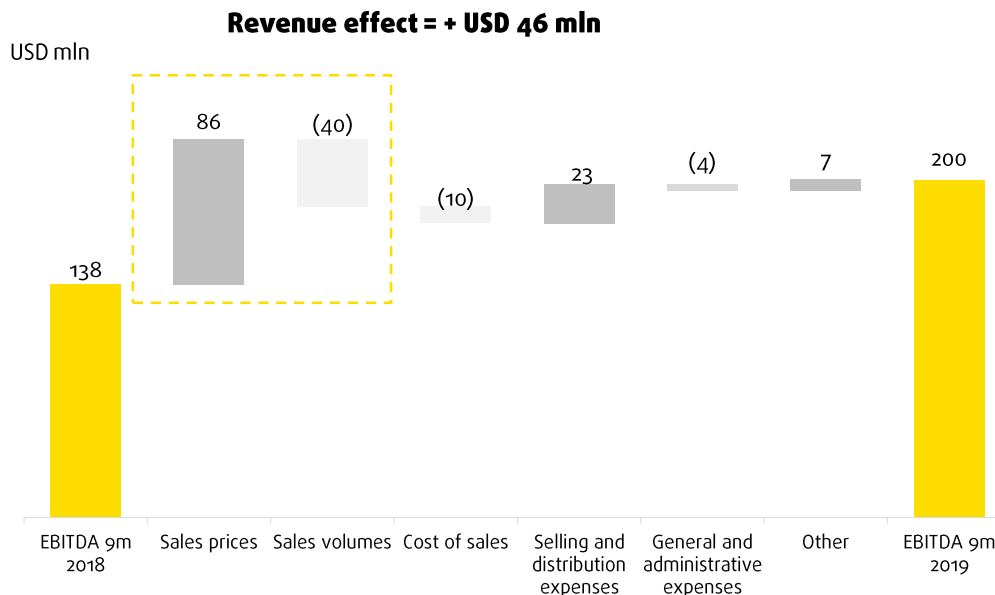 Revenue effect = + USD 46 mln
USD mln
86
(40)
138
(10)
23
(4)
7
200
EBITDA 9m
2018
Sales prices
Sales volumes
Cost of sales
Selling and
distribution
expenses
General and
administrative
expenses
Other
EBITDA 9m
2019